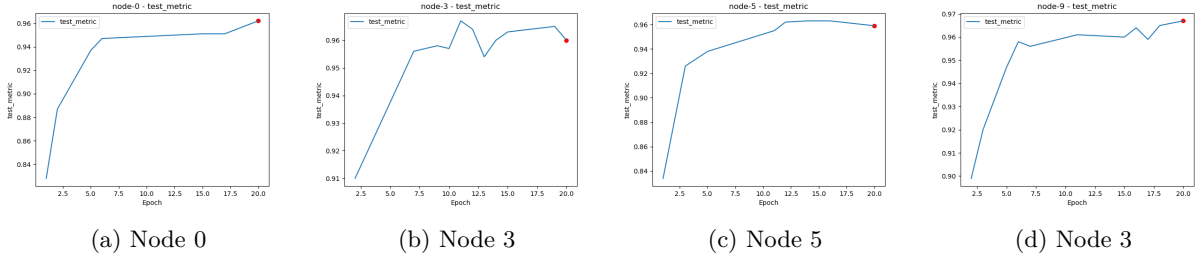 node-0 - test_metric
test_metric
test_metric
0.96
0.94
0.92
0.90
0.88
0.86
0.84
2.5 5.0 7.5 10.0 12.5 15.0 17.5 20.0
Epoch
(a) Node 0
node-3 - test_metric
test_metric
test_metric
0.96
0.95
0.94
0.93
0.92
0.91
2.5 5.0 7.5 10.0 12.5 15.0 17.5 20.0
Epoch
(b) Node 3
node-5 - test_metric
test_metric
test_metric
0.96
0.94
0.92
0.90
0.88
0.86
0.84
2.5 5.0 7.5 10.0 12.5 15.0 17.5 20.0
Epoch
(c) Node 5
node-9 - test_metric
test_metric
test_metric
0.97
0.96
0.95
0.94
0.93
0.92
0.91
0.90
2.5 5.0 7.5 10.0 12.5 15.0 17.5 20.0
Epoch
(d) Node 3